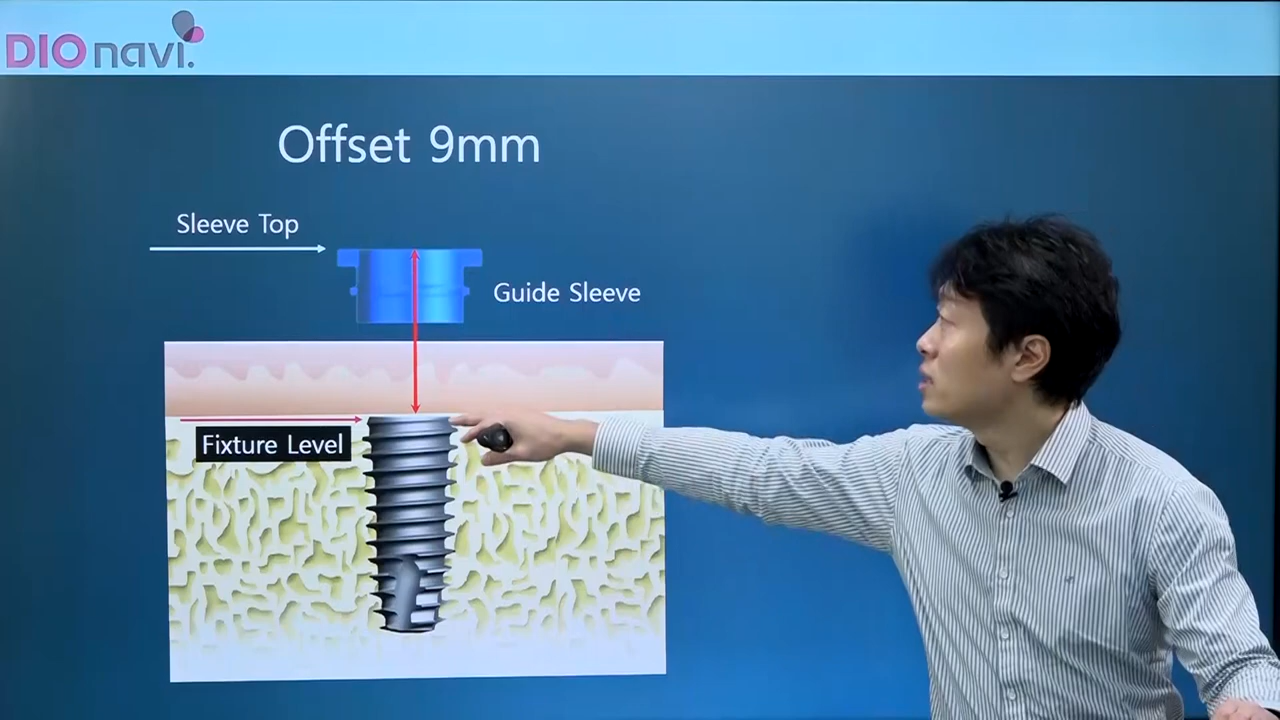 DIOnavi.
Offset 9mm
Sleeve Top
Guide Sleeve
Fixture Level